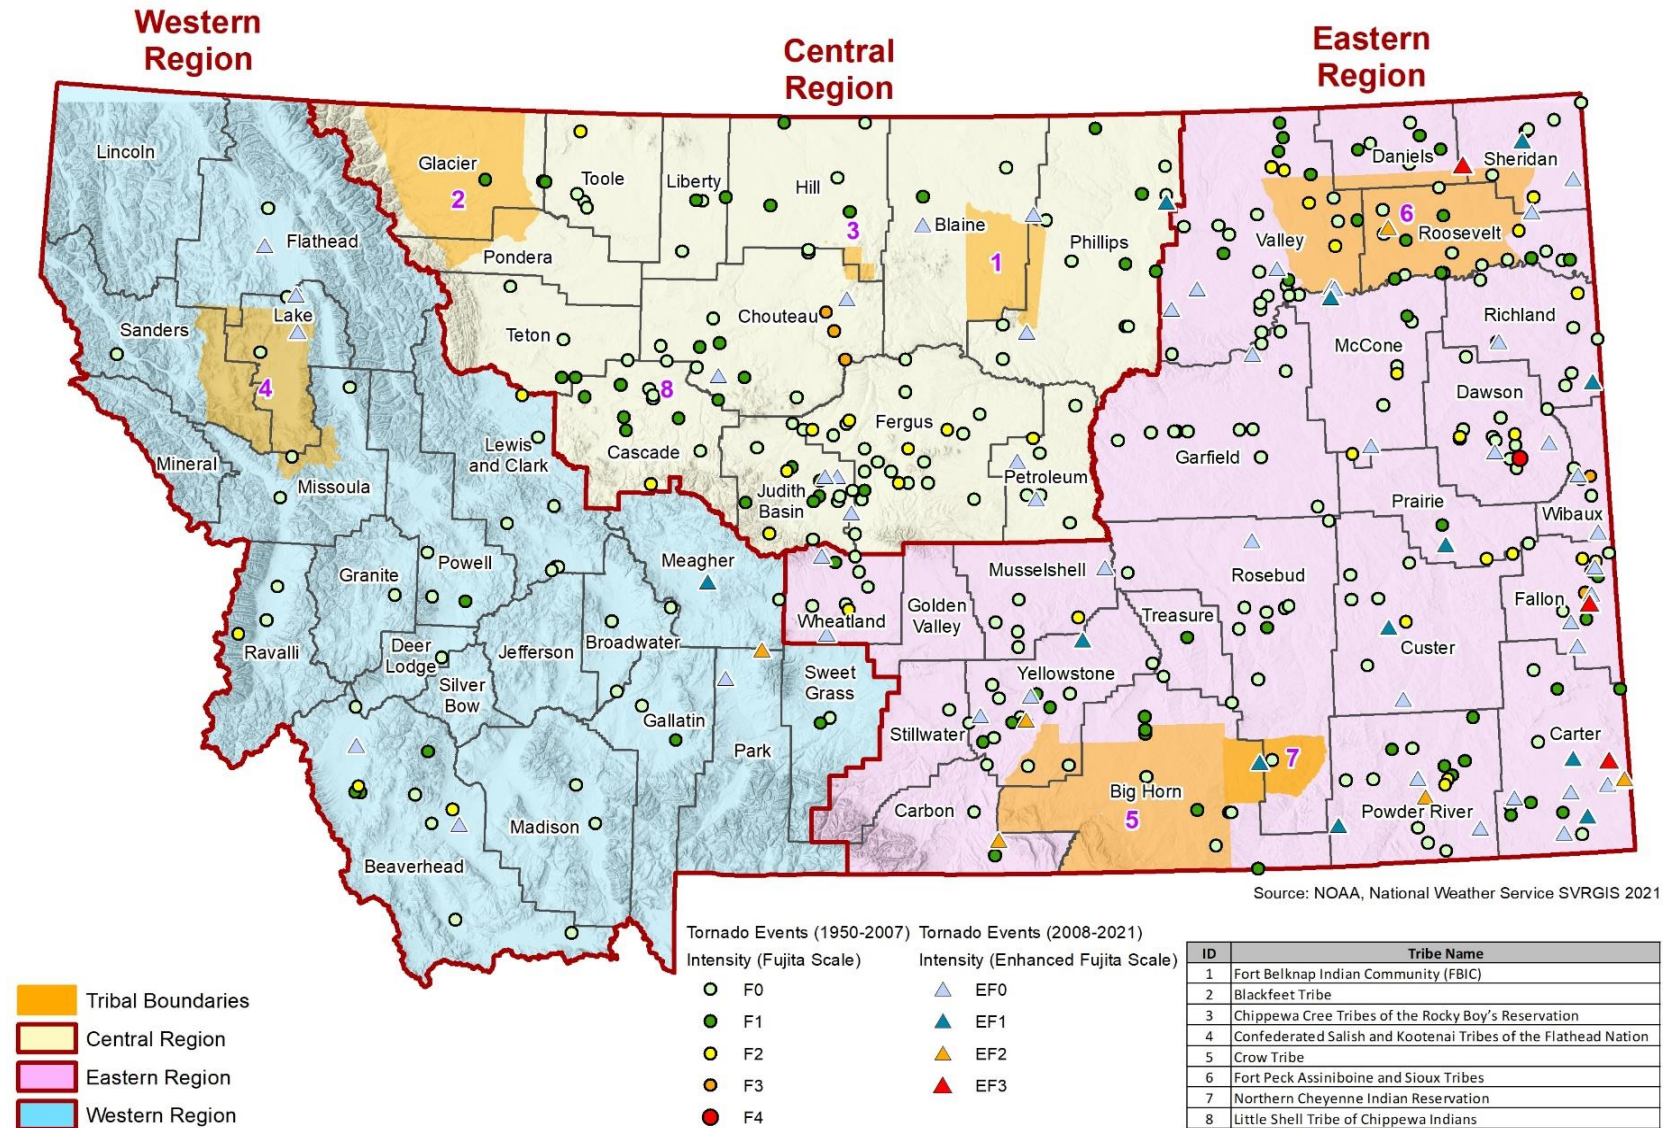 Western
Region
Central
Region
Eastern
Region
Lincoln
Glacier
2
Toole
Liberty
Hill
3
Blaine
1
Phillips
Daniels
Sheridan
6
Roosevelt
Valley
Flathead
Pondera
Lake
Sanders
Teton
Chouteau
Richland
McCone
4
8
Dawson
Fergus
Lewis
and Clark
Cascade
Garfield
Mineral
Missoula
Judith
Basin
Petroleum
Prairie
Wibaux
Meagher
Powell
Granite
Musselshell
Rosebud
Fallon
Wheatland
Golden
Valley
Treasure
Custer
Ravalli
Deer
Lodge
Jefferson
Broadwater
Silver
Bow
Sweet
Grass
Yellowstone
Gallatin
Park
Stillwater
Carter
7
Carbon
Big Horn
5
Powder River
Madison
Beaverhead
Source: NOAA, National Weather Service SVRGIS 2021
Tornado Events (1950-2007)
Intensity (Fujita Scale)
F0
F1
F2
F3
F4
Tornado Events (2008-2021)
Intensity (Enhanced Fujita Scale)
EF0
EF1
EF2
EF3
Tribal Boundaries
Central Region
Eastern Region
Western Region
ID Tribe Name
1 Fort Belknap Indian Community (FBIC)
2 Blackfeet Tribe
3 Chippewa Cree Tribes of the Rocky Boy's Reservation
4 Confederated Salish and Kootenai Tribes of the Flathead Nation
5 Crow Tribe
6 Fort Peck Assiniboine and Sioux Tribes
7 Northern Cheyenne Indian Reservation
8 Little Shell Tribe of Chippewa Indians